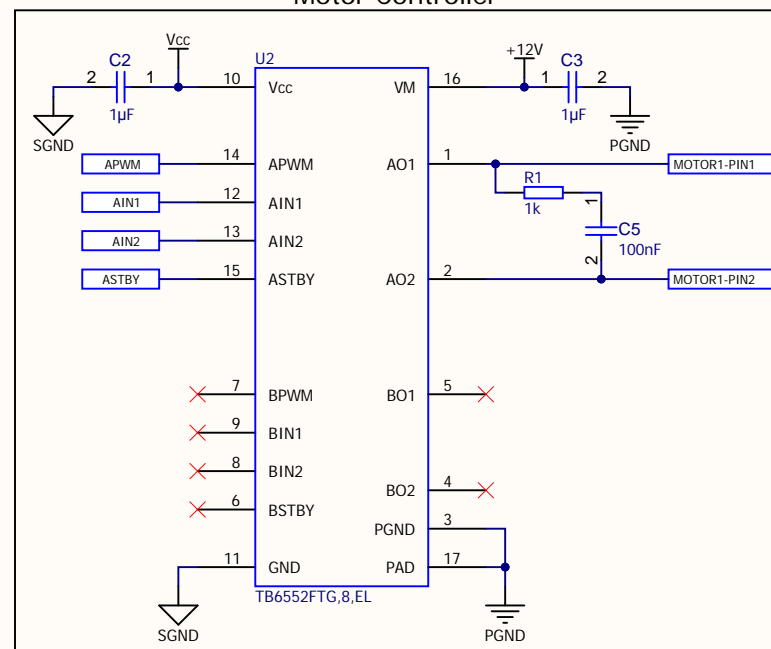 Motor Controller
U2
Vcc
+12V
C2
2
1
1µF
SGND
C3
1
2
1µF
PGND
10
Vcc
VM
16
APWM
14
APWM
AO1
1
MOTOR1-PIN1
AIN1
12
AIN1
R1
1k
1
C5
100nF
2
AIN2
13
AIN2
ASTBY
15
ASTBY
AO2
2
MOTOR1-PIN2
7
BPWM
BO1
5
9
BIN1
8
BIN2
BO2
4
6
BSTBY
PGND
3
11
GND
PAD
17
TB6552FTG,8,EL
SGND
PGND